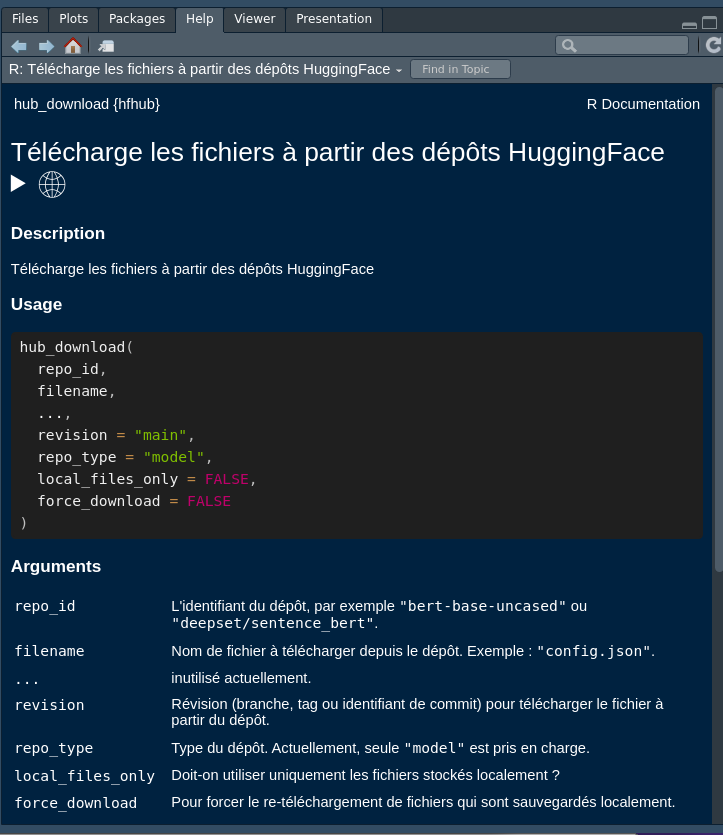 Files Plots Packages Help Viewer Presentation
R: Télécharge les fichiers à partir des dépôts HuggingFace Find in Topic
hub_download {hfhub} R Documentation
Télécharge les fichiers à partir des dépôts HuggingFace
Description
Télécharge les fichiers à partir des dépôts HuggingFace
Usage
hub_download(
  repo_id,
  filename,
  ...,
  revision = "main",
  repo_type = "model",
  local_files_only = FALSE,
  force_download = FALSE
)
Arguments
repo_id L'identifiant du dépôt, par exemple "bert-base-uncased" ou
"deepset/sentence_bert".
filename Nom de fichier à télécharger depuis le dépôt. Exemple : "config.json".
... inutilisé actuellement.
revision Révision (branche, tag ou identifiant de commit) pour télécharger le fichier à
partir du dépôt.
repo_type Type du dépôt. Actuellement, seule "model" est pris en charge.
local_files_only Doit-on utiliser uniquement les fichiers stockés localement ?
force_download Pour forcer le re-téléchargement de fichiers qui sont sauvegardés localement.